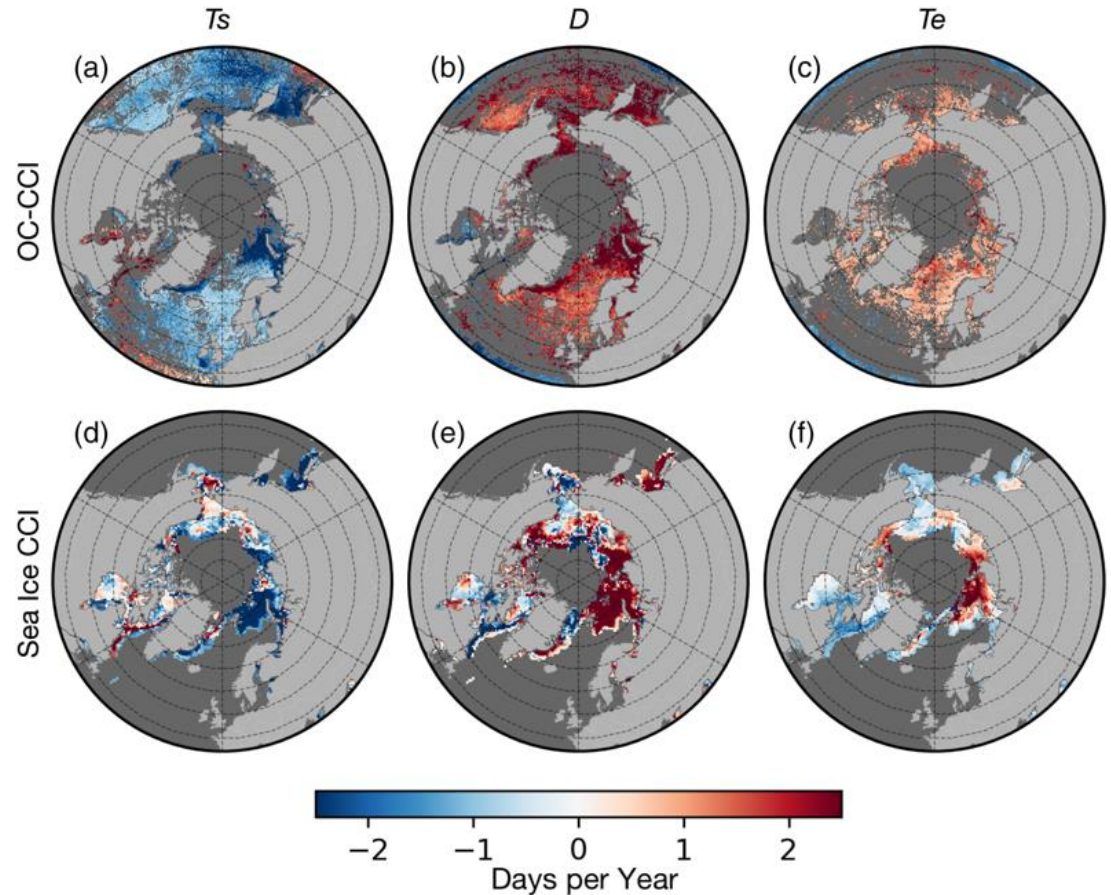 Ts D Te
(a) (b) (c)
OC-CCI
(d) (e) (f)
Sea Ice CCI
−2 −1 0 1 2
Days per Year